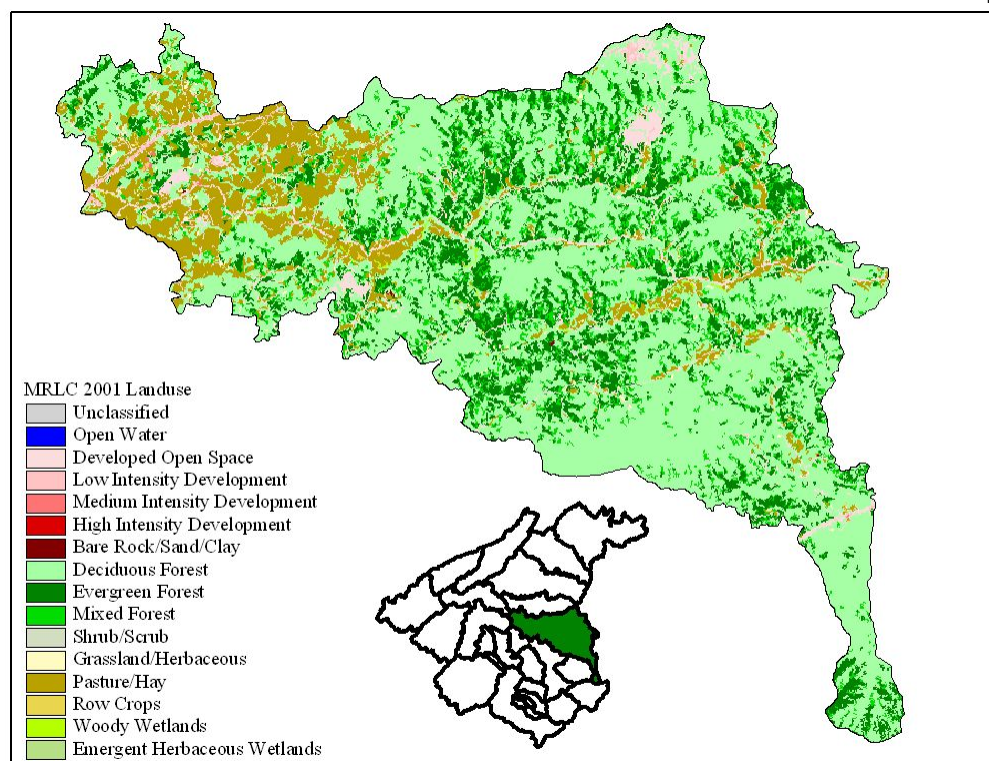 MRLC 2001 Landuse
Unclassified
Open Water
Developed Open Space
Low Intensity Development
Medium Intensity Development
High Intensity Development
Bare Rock/Sand/Clay
Deciduous Forest
Evergreen Forest
Mixed Forest
Shrub/Scrub
Grassland/Herbaceous
Pasture/Hay
Row Crops
Woody Wetlands
Emergent Herbaceous Wetlands